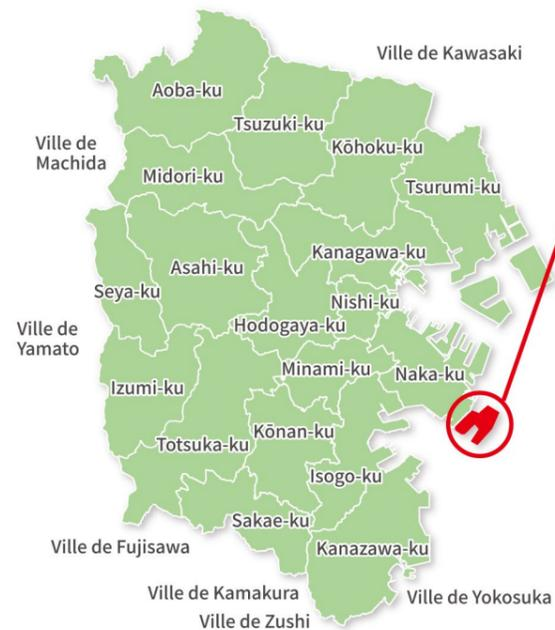 Ville de Kawasaki
Aoba-ku
Tsuzuki-ku
Kōhoku-ku
Ville de
Machida
Midori-ku
Tsurumi-ku
Kanagawa-ku
Asahi-ku
Seya-ku
Nishi-ku
Hodogaya-ku
Ville de
Yamato
Minami-ku
Naka-ku
Izumi-ku
Kōnan-ku
Totsuka-ku
Isogo-ku
Sakae-ku
Ville de Fujisawa
Kanazawa-ku
Ville de Kamakura
Ville de Yokosuka
Ville de Zushi